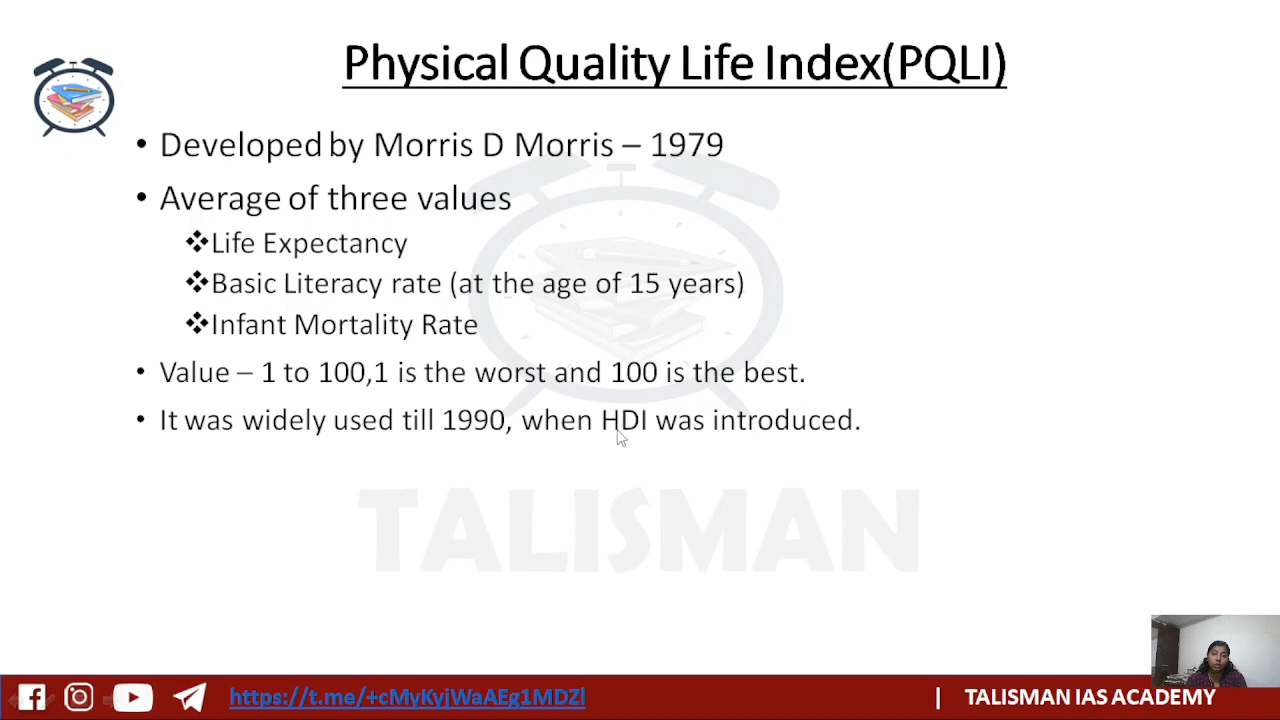 Physical Quality Life Index(PQLI)
• Developed by Morris D Morris – 1979
• Average of three values
❖Life Expectancy
❖Basic Literacy rate (at the age of 15 years)
❖Infant Mortality Rate
• Value – 1 to 100,1 is the worst and 100 is the best.
• It was widely used till 1990, when HDI was introduced.
TALISMAN
https://t.me/+cMyKyjWaAEg1MDZl
| TALISMAN IAS ACADEMY